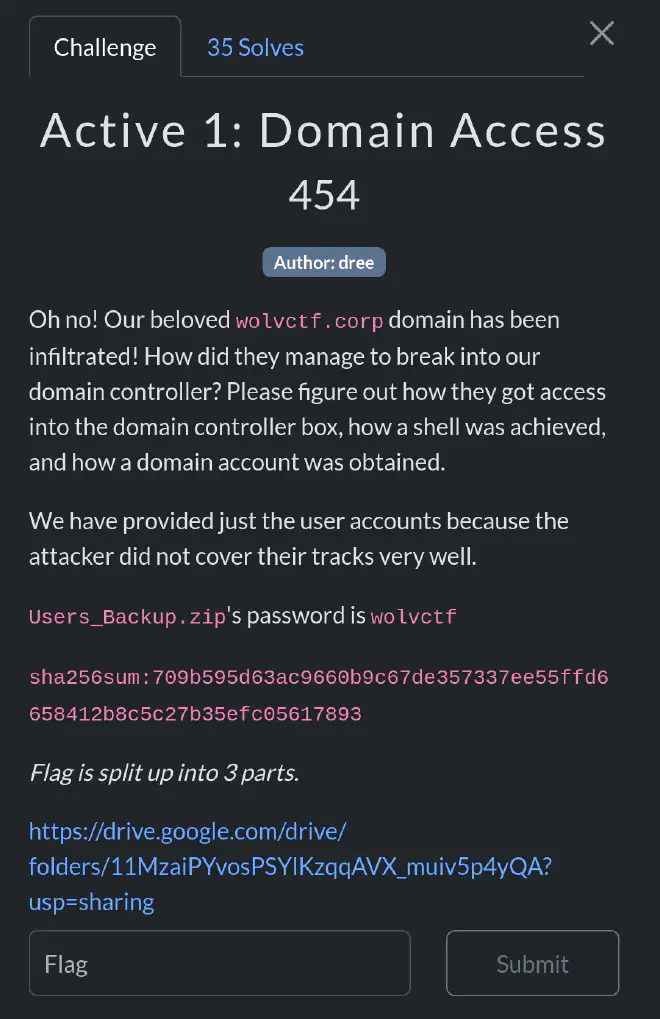 Challenge
35 Solves
Active 1: Domain Access
454
Author: dree
Oh no! Our beloved wolvctf.corp domain has been
infiltrated! How did they manage to break into our
domain controller? Please figure out how they got access
into the domain controller box, how a shell was achieved,
and how a domain account was obtained.
We have provided just the user accounts because the
attacker did not cover their tracks very well.
Users_Backup.zip's password is wolvctf
sha256sum:709b595d63ac9660b9c67de357337ee55ffd6
658412b8c5c27b35efc05617893
Flag is split up into 3 parts.
https://drive.google.com/drive/
folders/11MzaiPYvosPSYlKzqqAVX_muiv5p4yQA?
usp=sharing
Flag
Submit